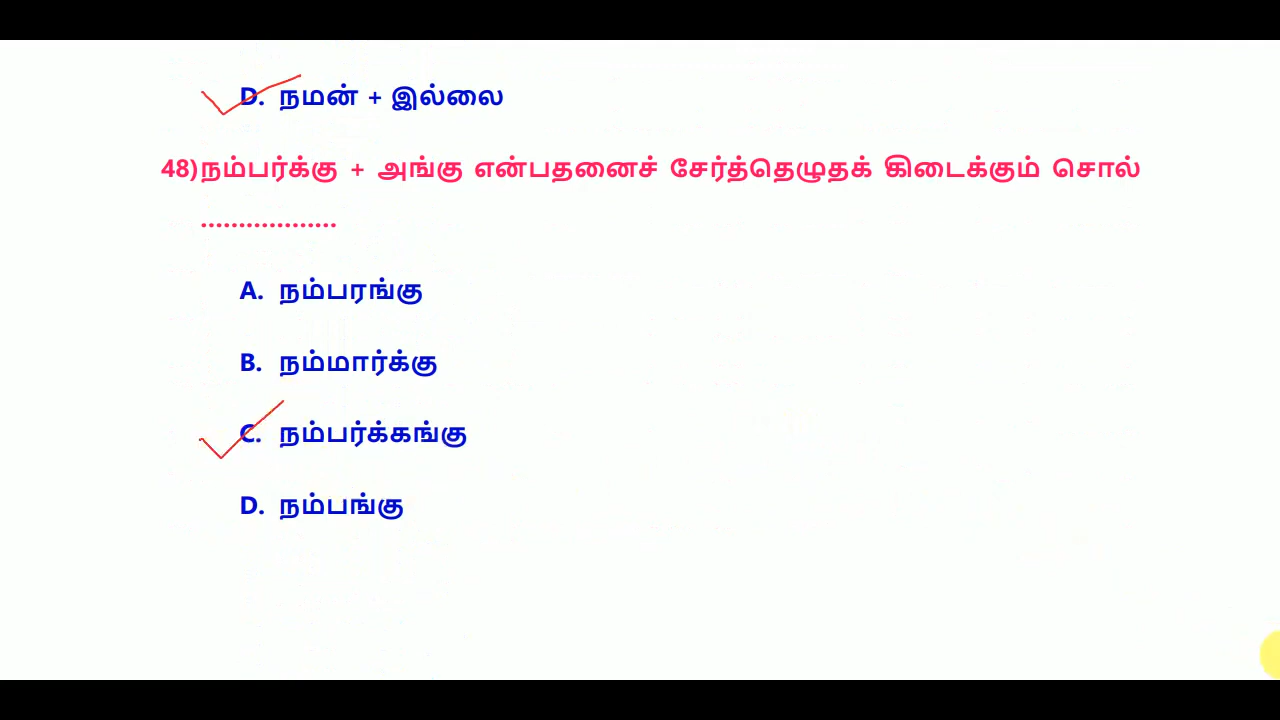 D. நமன் + இல்லை
48)நம்பர்க்கு + அங்கு என்பதனைச் சேர்த்தெழுதக் கிடைக்கும் சொல்
..................
A. நம்பரங்கு
B. நம்மார்க்கு
C. நம்பர்க்கங்கு
D. நம்பங்கு